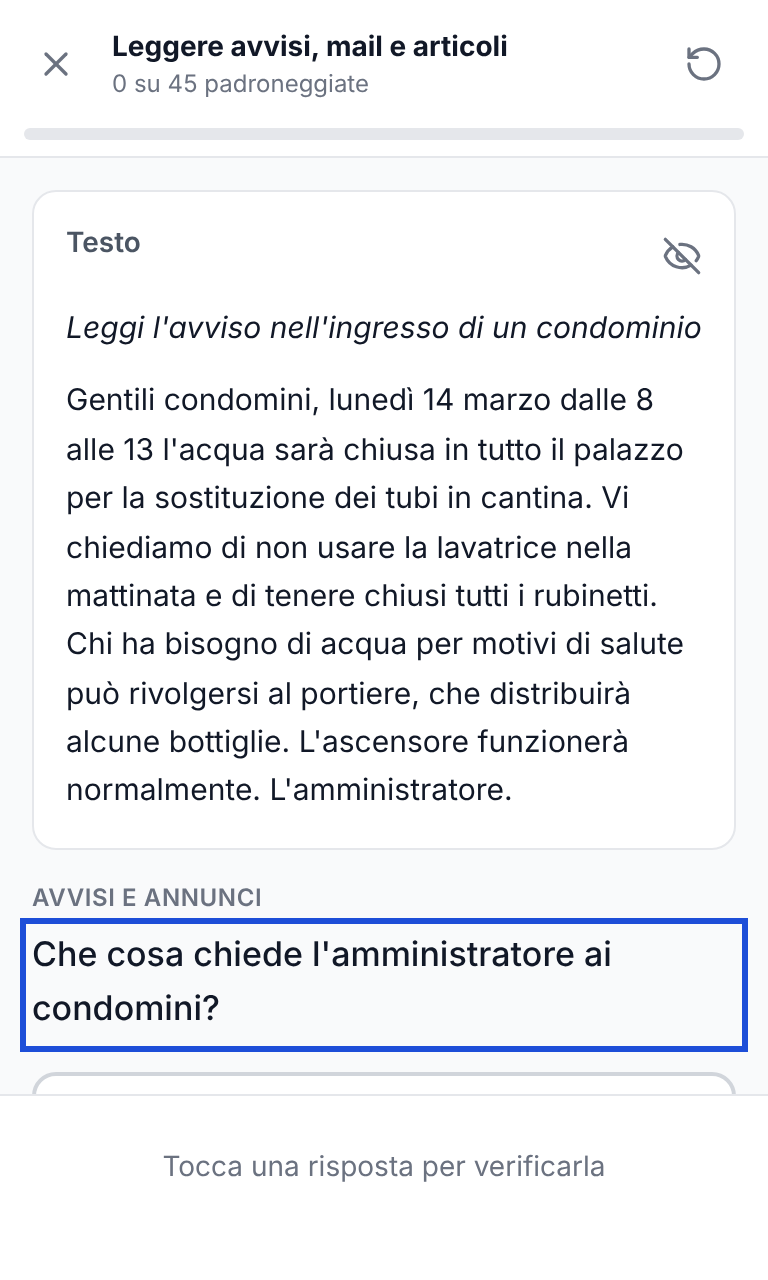 Leggere avvisi, mail e articoli
0 su 45 padroneggiate
Testo
Leggi l'avviso nell'ingresso di un condominio
Gentili condomini, lunedì 14 marzo dalle 8
alle 13 l'acqua sarà chiusa in tutto il palazzo
per la sostituzione dei tubi in cantina. Vi
chiediamo di non usare la lavatrice nella
mattinata e di tenere chiusi tutti i rubinetti.
Chi ha bisogno di acqua per motivi di salute
può rivolgersi al portiere, che distribuirà
alcune bottiglie. L'ascensore funzionerà
normalmente. L'amministratore.
AVVISI E ANNUNCI
Che cosa chiede l'amministratore ai
condomini?
Tocca una risposta per verificarla